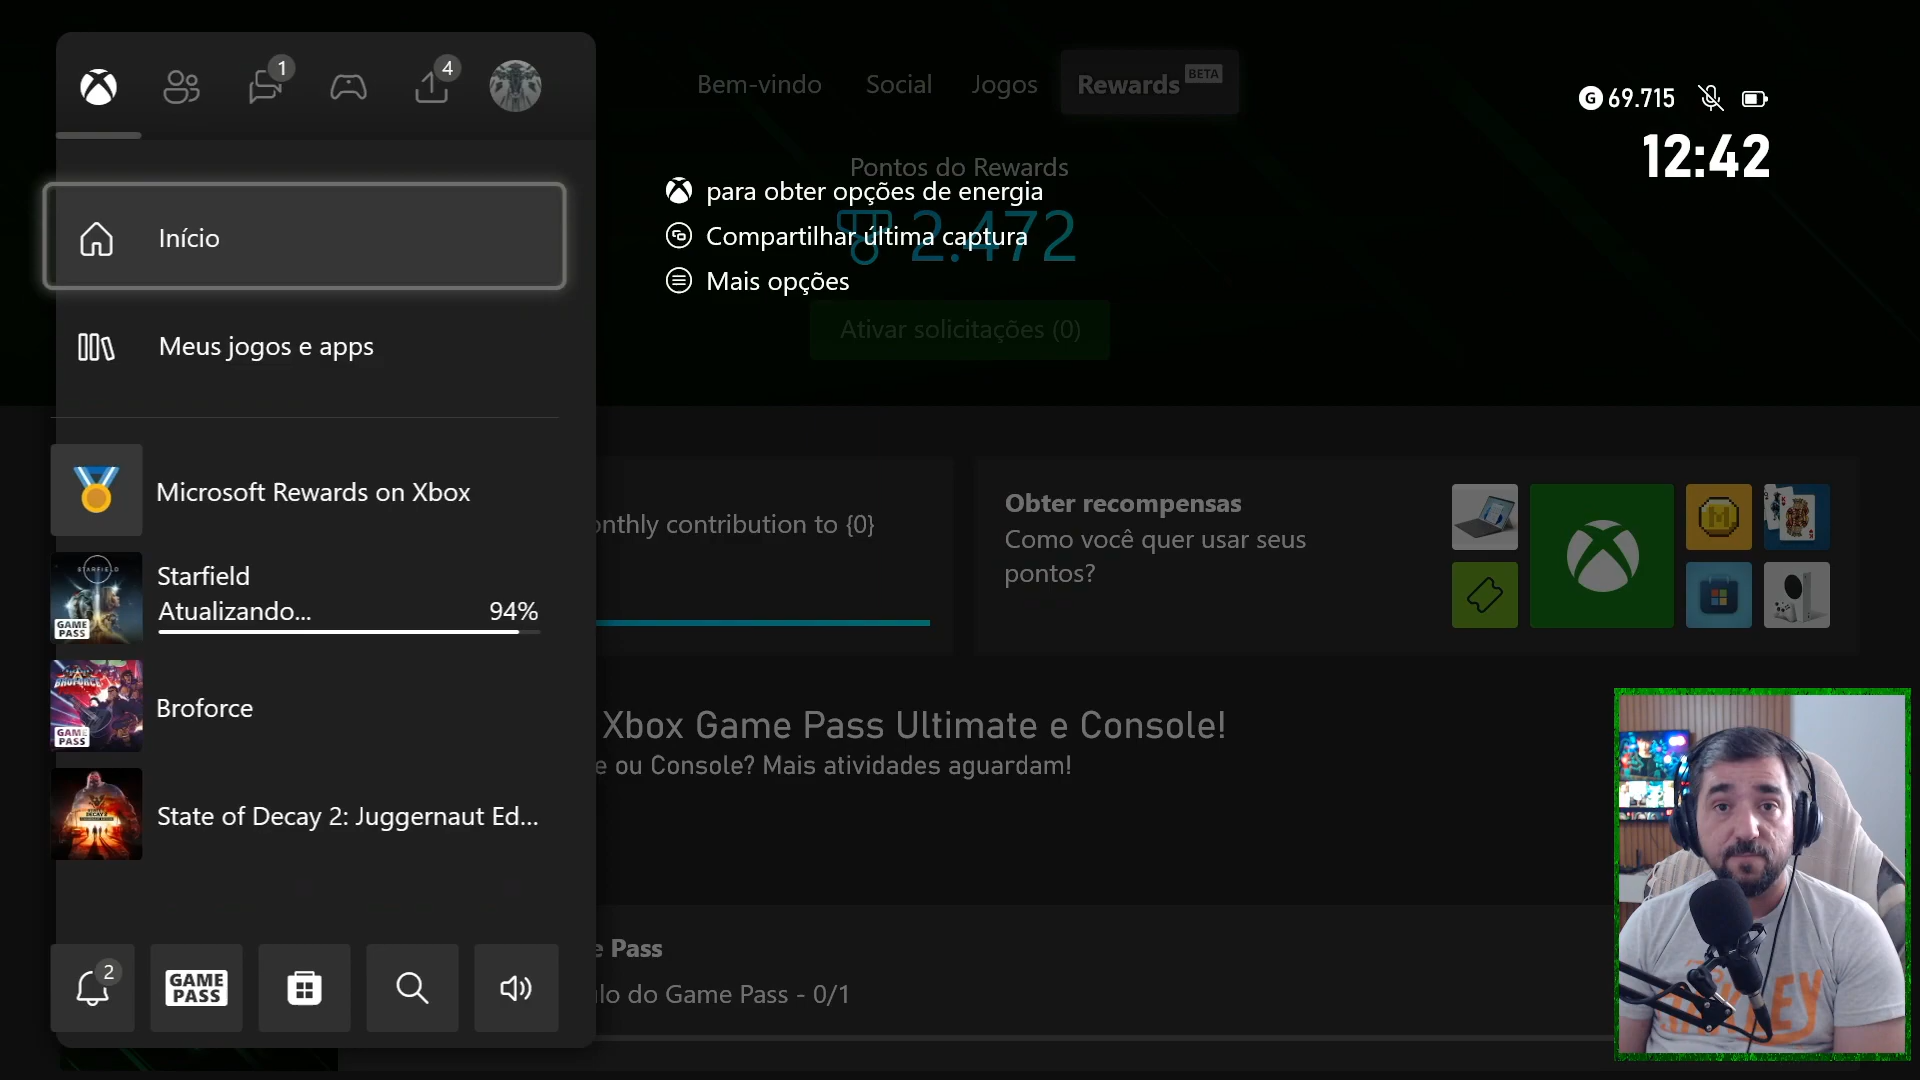 1
4
Início
Meus jogos e apps
Microsoft Rewards on Xbox
STARFIELD
GAME
PASS
Starfield
Atualizando...
94%
BROFORCE
GAME
PASS
Broforce
State of Decay 2: Juggernaut Ed...
2
GAME
PASS
Bem-vindo
Social
Jogos
Rewards BETA
G 69.715
12:42
Pontos do Rewards
para obter opções de energia
2.472
Compartilhar última captura
Mais opções
Ativar solicitações (0)
onthly contribution to {0}
Obter recompensas
Como você quer usar seus
pontos?
Xbox Game Pass Ultimate e Console!
e ou Console? Mais atividades aguardam!
e Pass
lo do Game Pass - 0/1